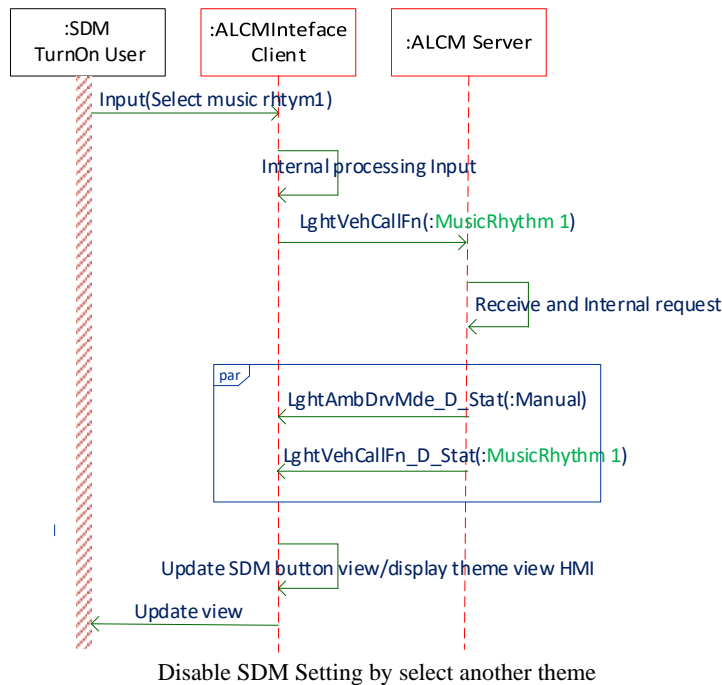 :SDM
TurnOn User
:ALCMInteface
Client
:ALCM Server
Input(Select music rhtym1)
Internal processing Input
LghtVehCallFn(:MusicRhythm 1)
Receive and Internal request
par
LghtAmbDrvMde_D_Stat(:Manual)
LghtVehCallFn_D_Stat(:MusicRhythm 1)
Update SDM button view/display theme view HMI
Update view
Disable SDM Setting by select another theme